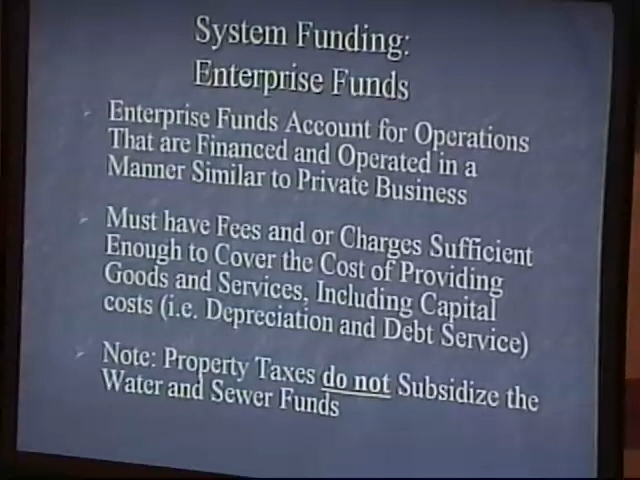 System Funding:
Enterprise Funds
Enterprise Funds Account for Operations
That are Financed and Operated in a
Manner Similar to Private Business
Must have Fees and or Charges Sufficient
Enough to Cover the Cost of Providing
Goods and Services, Including Capital
costs (i.e. Depreciation and Debt Service)
Note: Property Taxes do not Subsidize the
Water and Sewer Funds